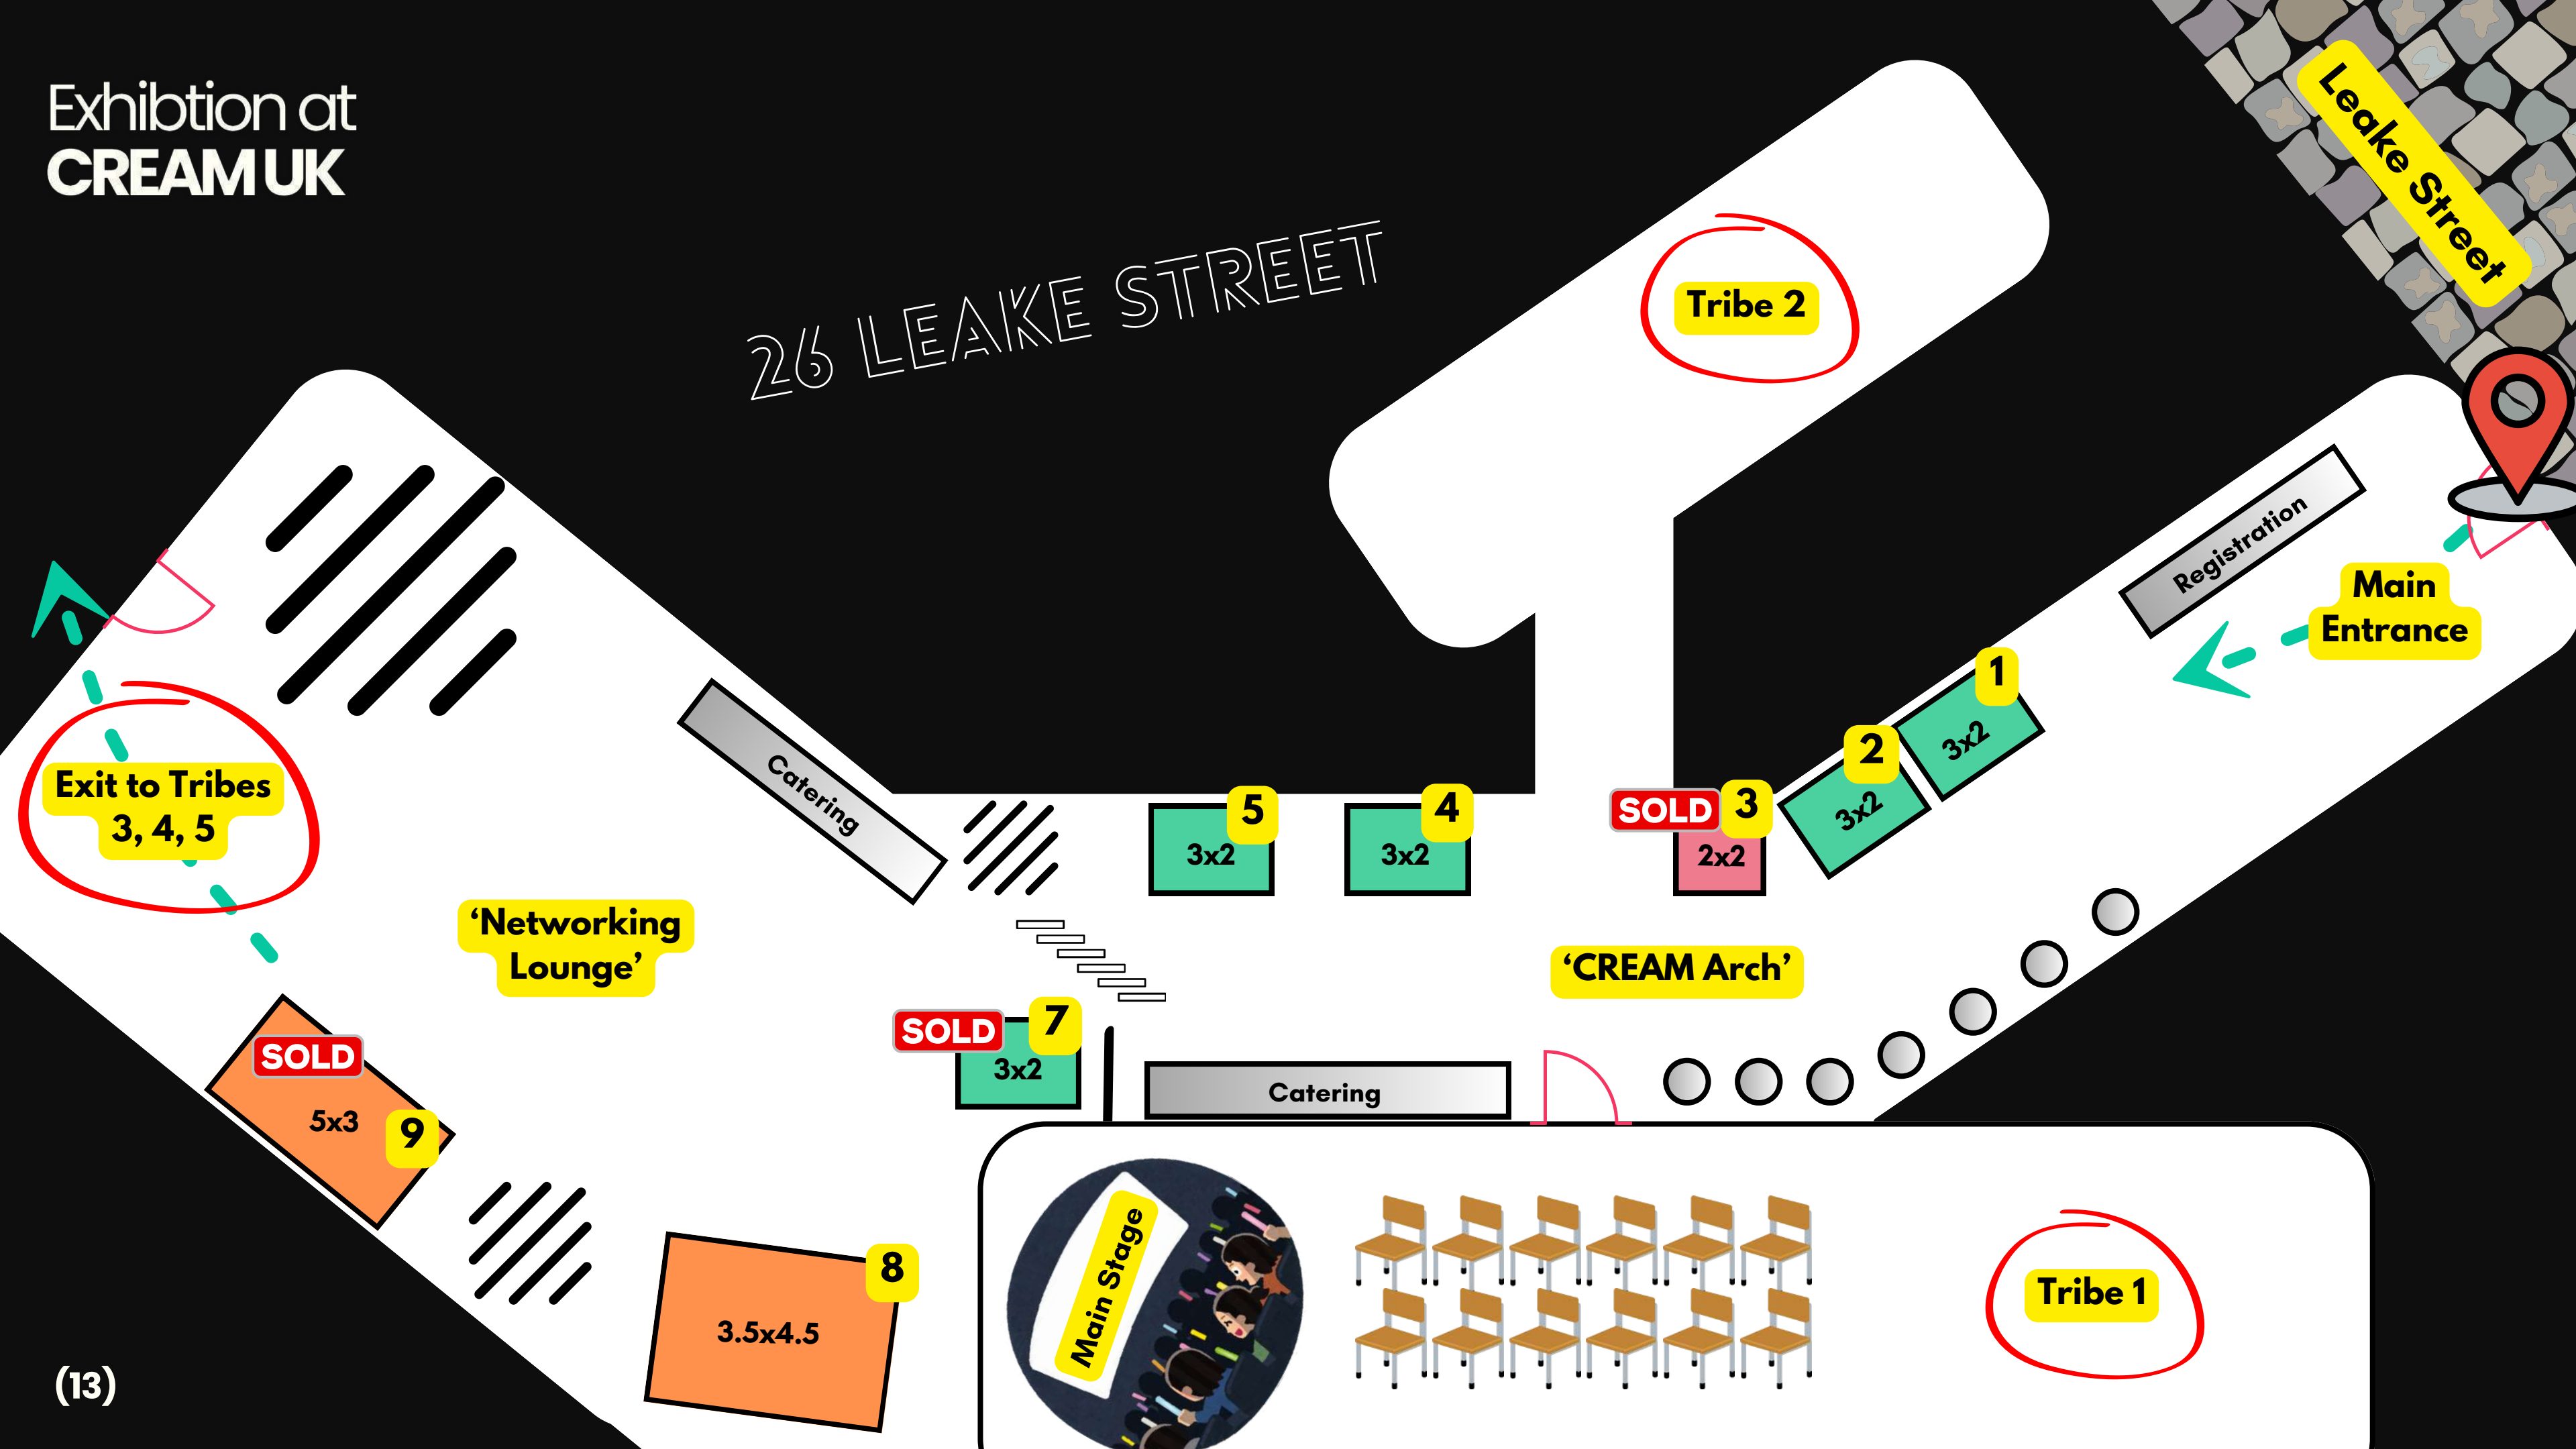 Exhibtion at
CREAM UK
26 LEAKE STREET
Leake Street
Tribe 2
Registration
Main
Entrance
1
3x2
2
3x2
SOLD
3
2x2
4
3x2
5
3x2
Catering
Exit to Tribes
3, 4, 5
‘Networking
Lounge’
‘CREAM Arch’
SOLD
7
3x2
Catering
SOLD
5x3
9
8
3.5x4.5
Main Stage
Tribe 1
(13)